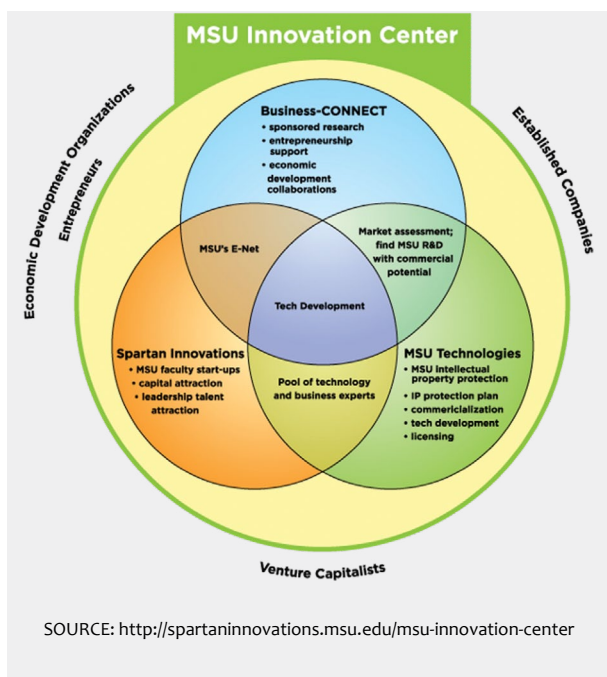 MSU Innovation Center
Economic Development Organizations
Entrepreneurs
Established Companies
Business-CONNECT
• sponsored research
• entrepreneurship
support
• economic
development
collaborations
MSU's E-Net
Market assessment;
find MSU R&D
with commercial
potential
Tech Development
Spartan Innovations
• MSU faculty start-ups
• capital attraction
• leadership talent
attraction
Pool of technology
and business experts
MSU Technologies
• MSU Intellectual
property protection
• IP protection plan
• commericialization
• tech development
• licensing
Venture Capitalists
SOURCE: http://spartaninnovations.msu.edu/msu-innovation-center